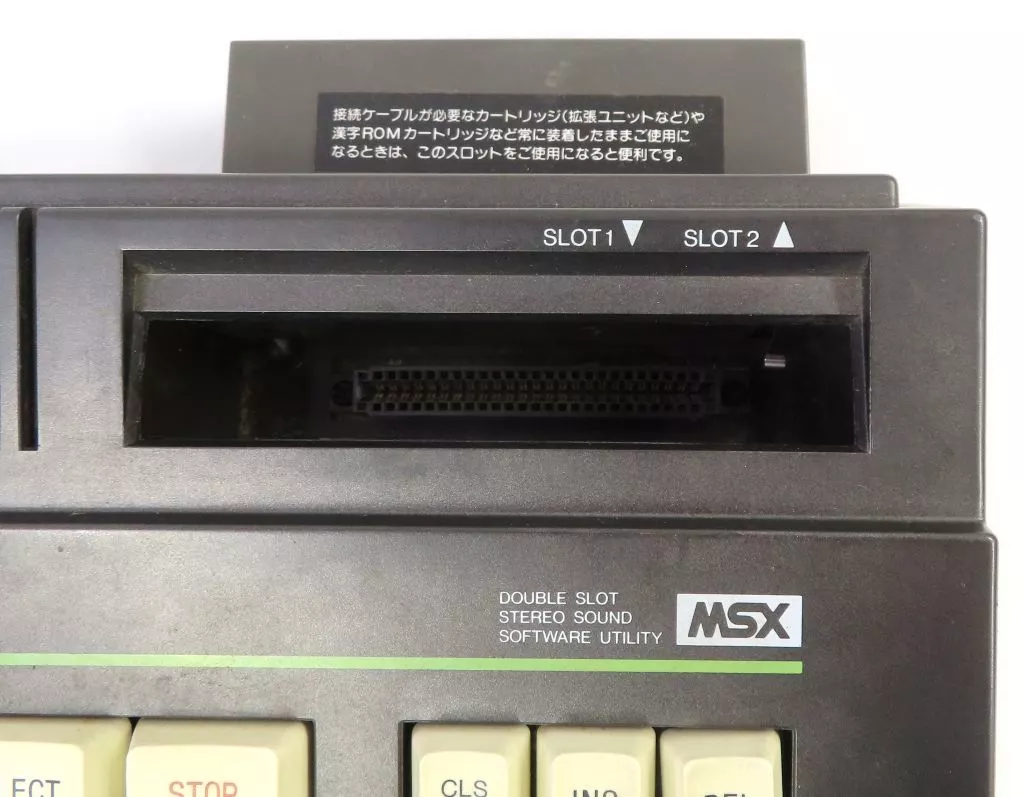 接続ケーブルが必要なカートリッジ(拡張ユニットなど)や
漢字ROMカートリッジなど常に装着したままご使用に
なるときは、このスロットをご使用になると便利です。
SLOT 1 ▼ SLOT 2 ▲
DOUBLE SLOT
STEREO SOUND
SOFTWARE UTILITY
MSX
ECT STOP CLS INS DEL